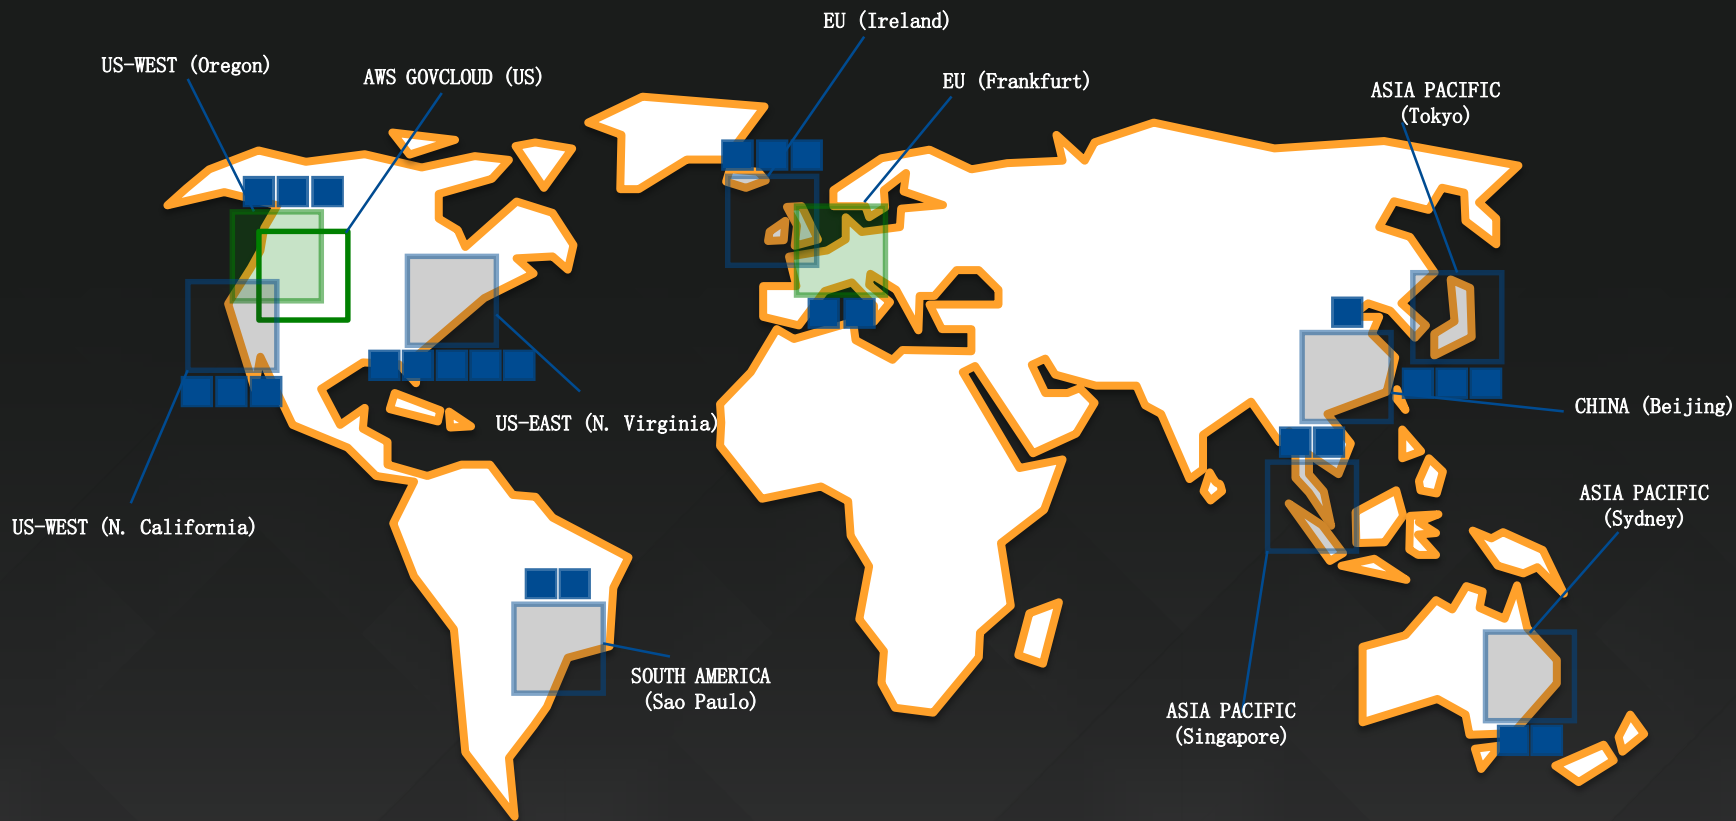 EU (Ireland)
US-WEST (Oregon)
AWS GOVCLOUD (US)
EU (Frankfurt)
ASIA PACIFIC
(Tokyo)
CHINA (Beijing)
US-EAST (N. Virginia)
ASIA PACIFIC
(Sydney)
US-WEST (N. California)
SOUTH AMERICA
(Sao Paulo)
ASIA PACIFIC
(Singapore)